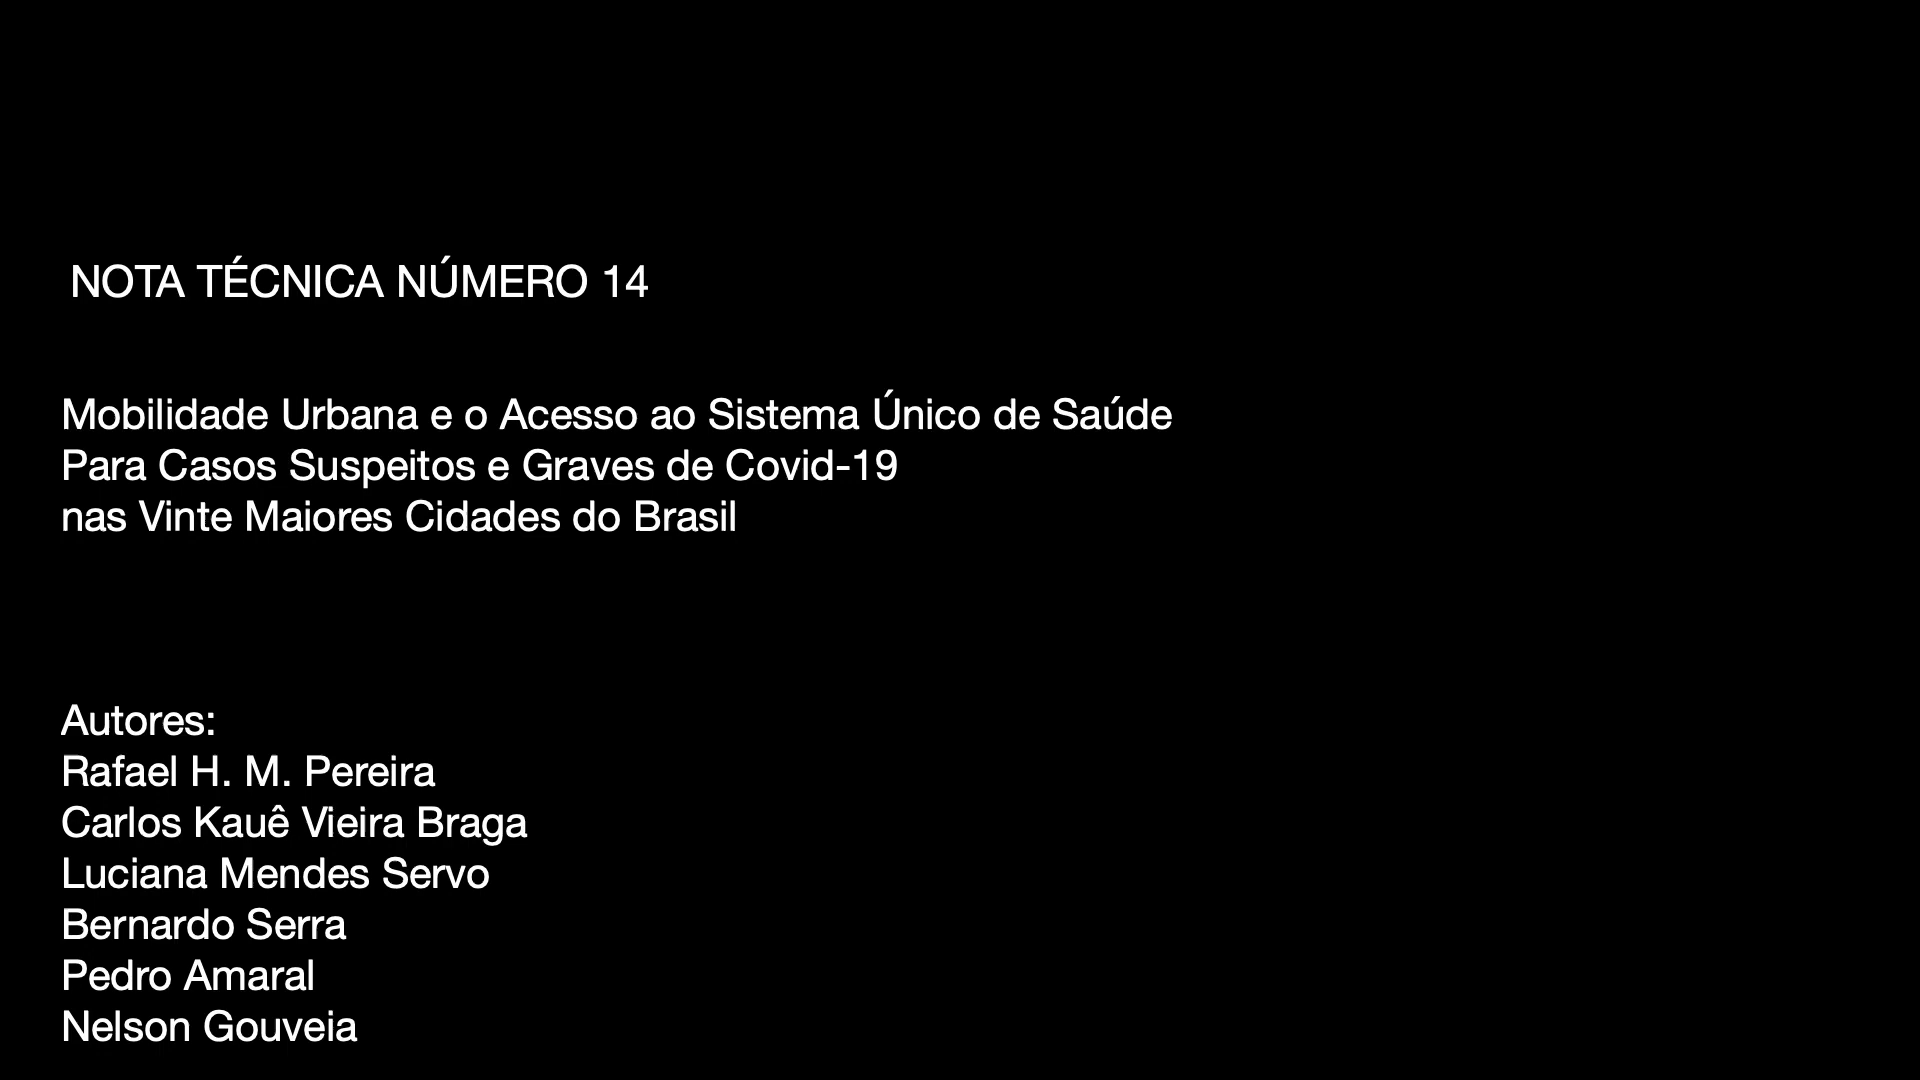 NOTA TÉCNICA NÚMERO 14
Mobilidade Urbana e o Acesso ao Sistema Único de Saúde
Para Casos Suspeitos e Graves de Covid-19
nas Vinte Maiores Cidades do Brasil
Autores:
Rafael H. M. Pereira
Carlos Kauê Vieira Braga
Luciana Mendes Servo
Bernardo Serra
Pedro Amaral
Nelson Gouveia